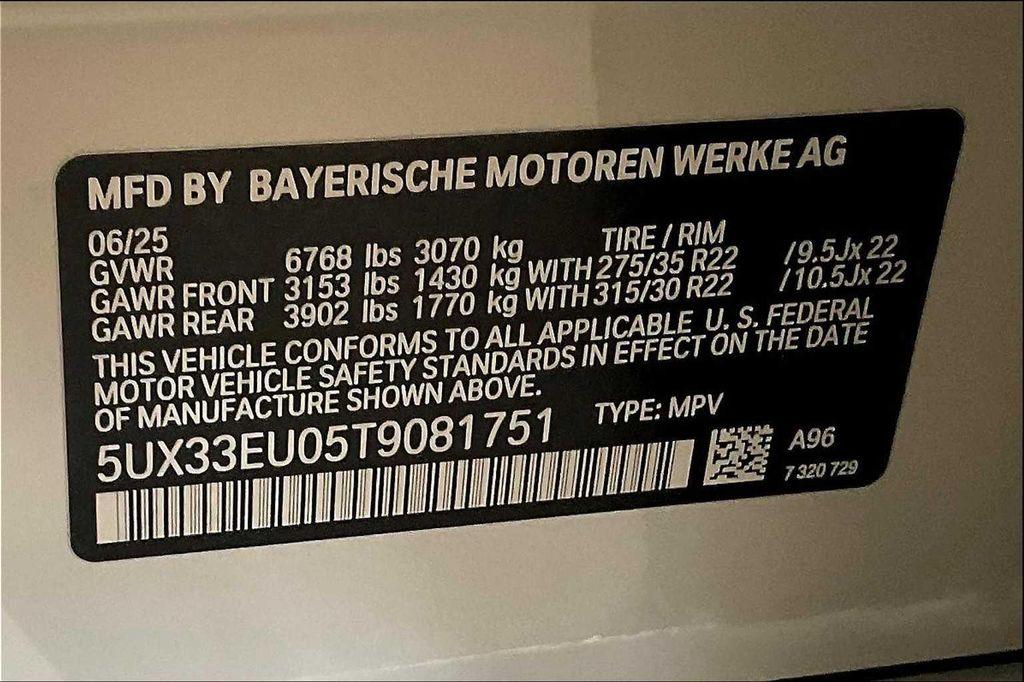 MFD BY BAYERISCHE MOTOREN WERKE AG
06/25 TIRE / RIM
GVWR 6768 lbs 3070 kg
GAWR FRONT 3153 lbs 1430 kg WITH 275/35 R22 /9.5Jx 22
GAWR REAR 3902 lbs 1770 kg WITH 315/30 R22 /10.5Jx 22
THIS VEHICLE CONFORMS TO ALL APPLICABLE U. S. FEDERAL
MOTOR VEHICLE SAFETY STANDARDS IN EFFECT ON THE DATE
OF MANUFACTURE SHOWN ABOVE.
5UX33EU05T9081751 TYPE: MPV
A96
7 320 729